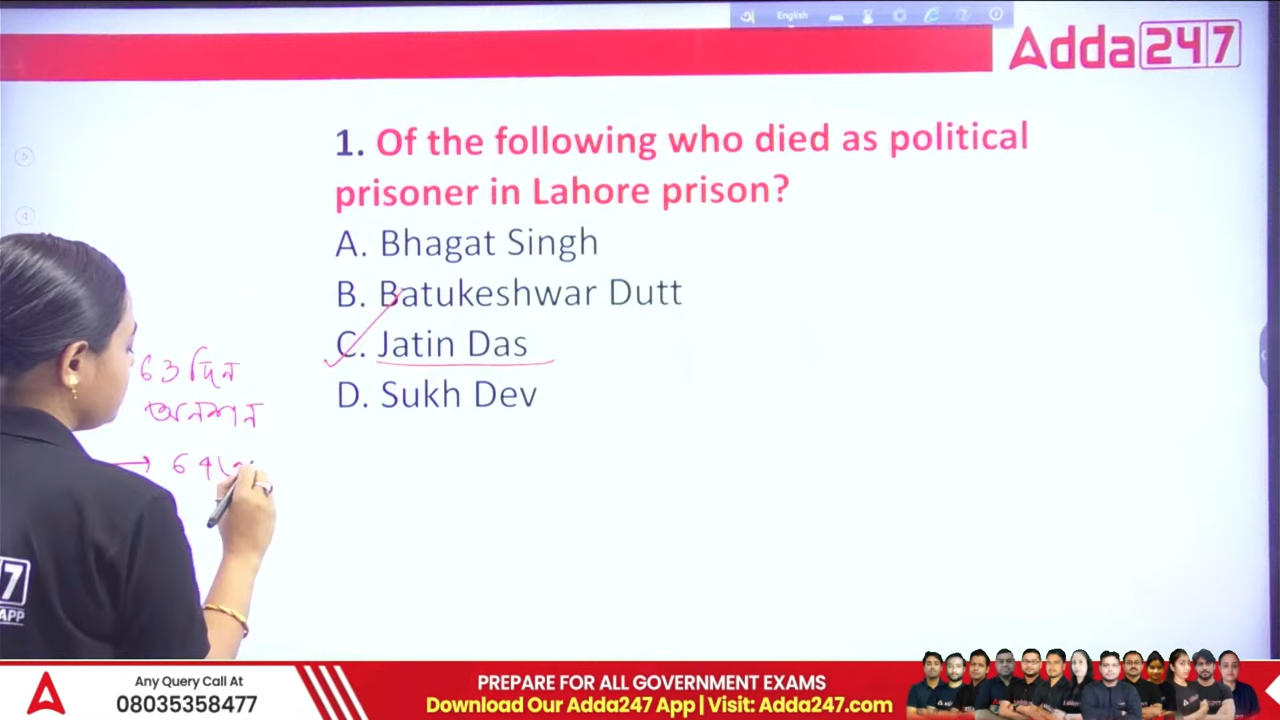 English
Adda247
1. Of the following who died as political
prisoner in Lahore prison?
A. Bhagat Singh
B. Batukeshwar Dutt
C. Jatin Das
D. Sukh Dev
63 দিন
অনশন
7
APP
Any Query Call At
08035358477
PREPARE FOR ALL GOVERNMENT EXAMS
Download Our Adda247 App | Visit: Adda247.com